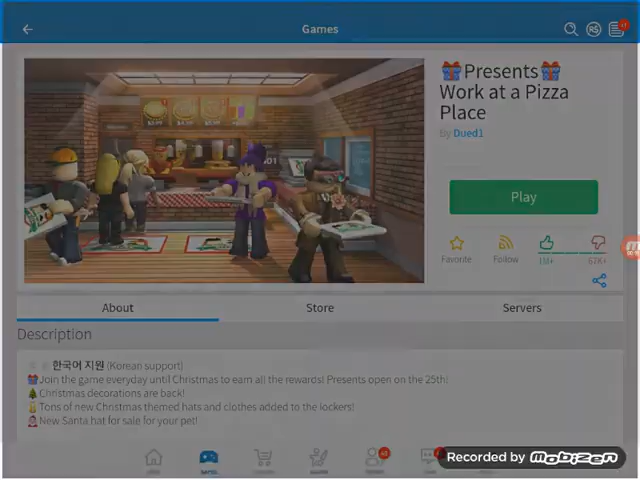 Games
R$
🎁Presents🎁
Work at a Pizza
Place
By Dued1
Play
Favorite
Follow
1M+
67K+
About
Store
Servers
Description
한국어 지원 (Korean support)
🎁Join the game everyday until Christmas to earn all the rewards! Presents open on the 25th!
🎄Christmas decorations are back!
Tons of new Christmas themed hats and clothes added to the lockers!
🎅New Santa hat for sale for your pet!
Recorded by Mobizen